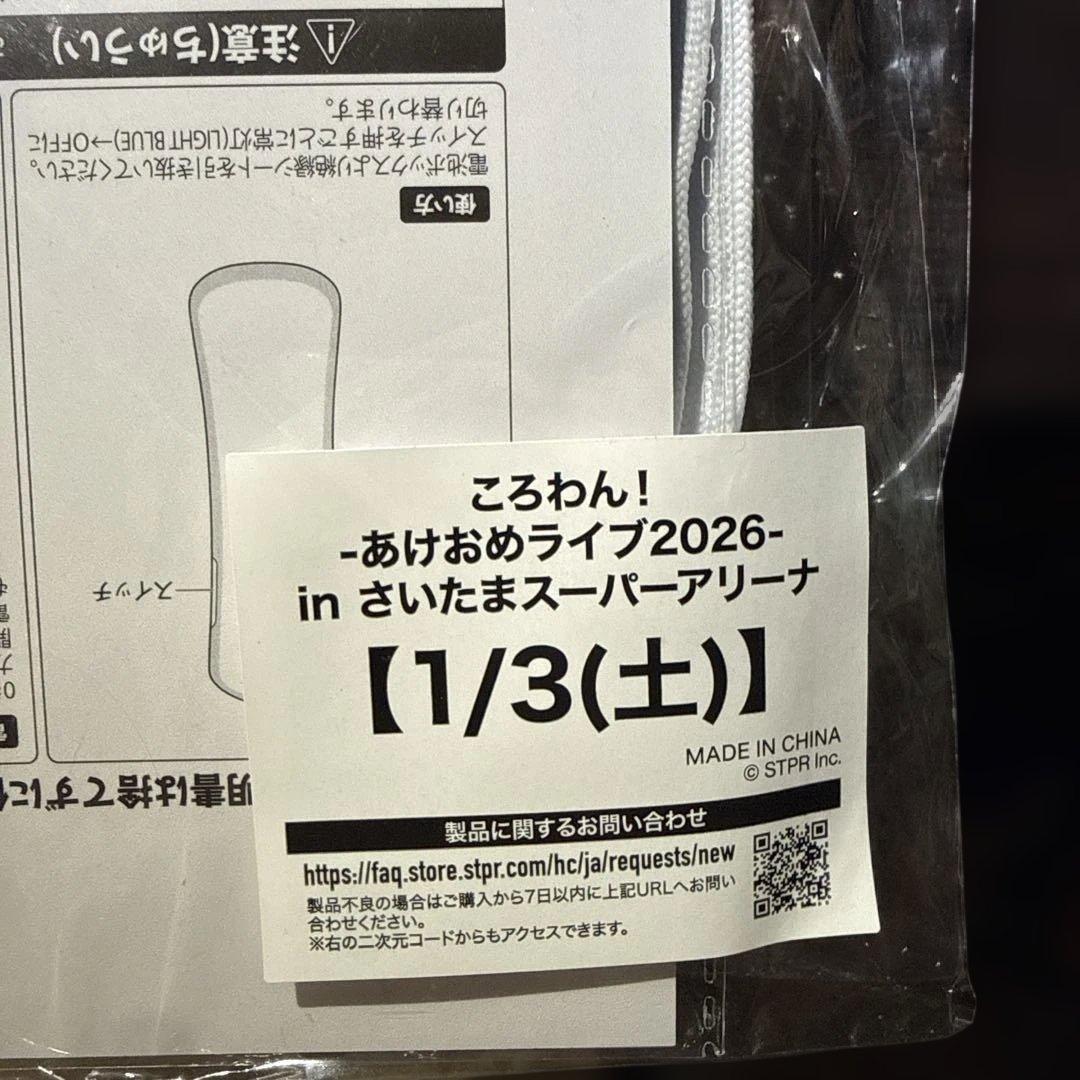 ころわん！
-あけおめライブ2026-
in さいたまスーパーアリーナ
【1/3(土)】
MADE IN CHINA
© STPR Inc.
製品に関するお問い合わせ
https://faq.store.stpr.com/hc/ja/requests/new
製品不良の場合はご購入から7日以内に上記URLへお問い
合わせください。
※右の二次元コードからもアクセスできます。
明書は捨てずに
スイッチ
使い方
電池ボックスより絶縁シートを引き抜いてください。
スイッチを押すごとに常灯(LIGHT BLUE)→OFFに
切り替わります。
注意(ちゅうい)